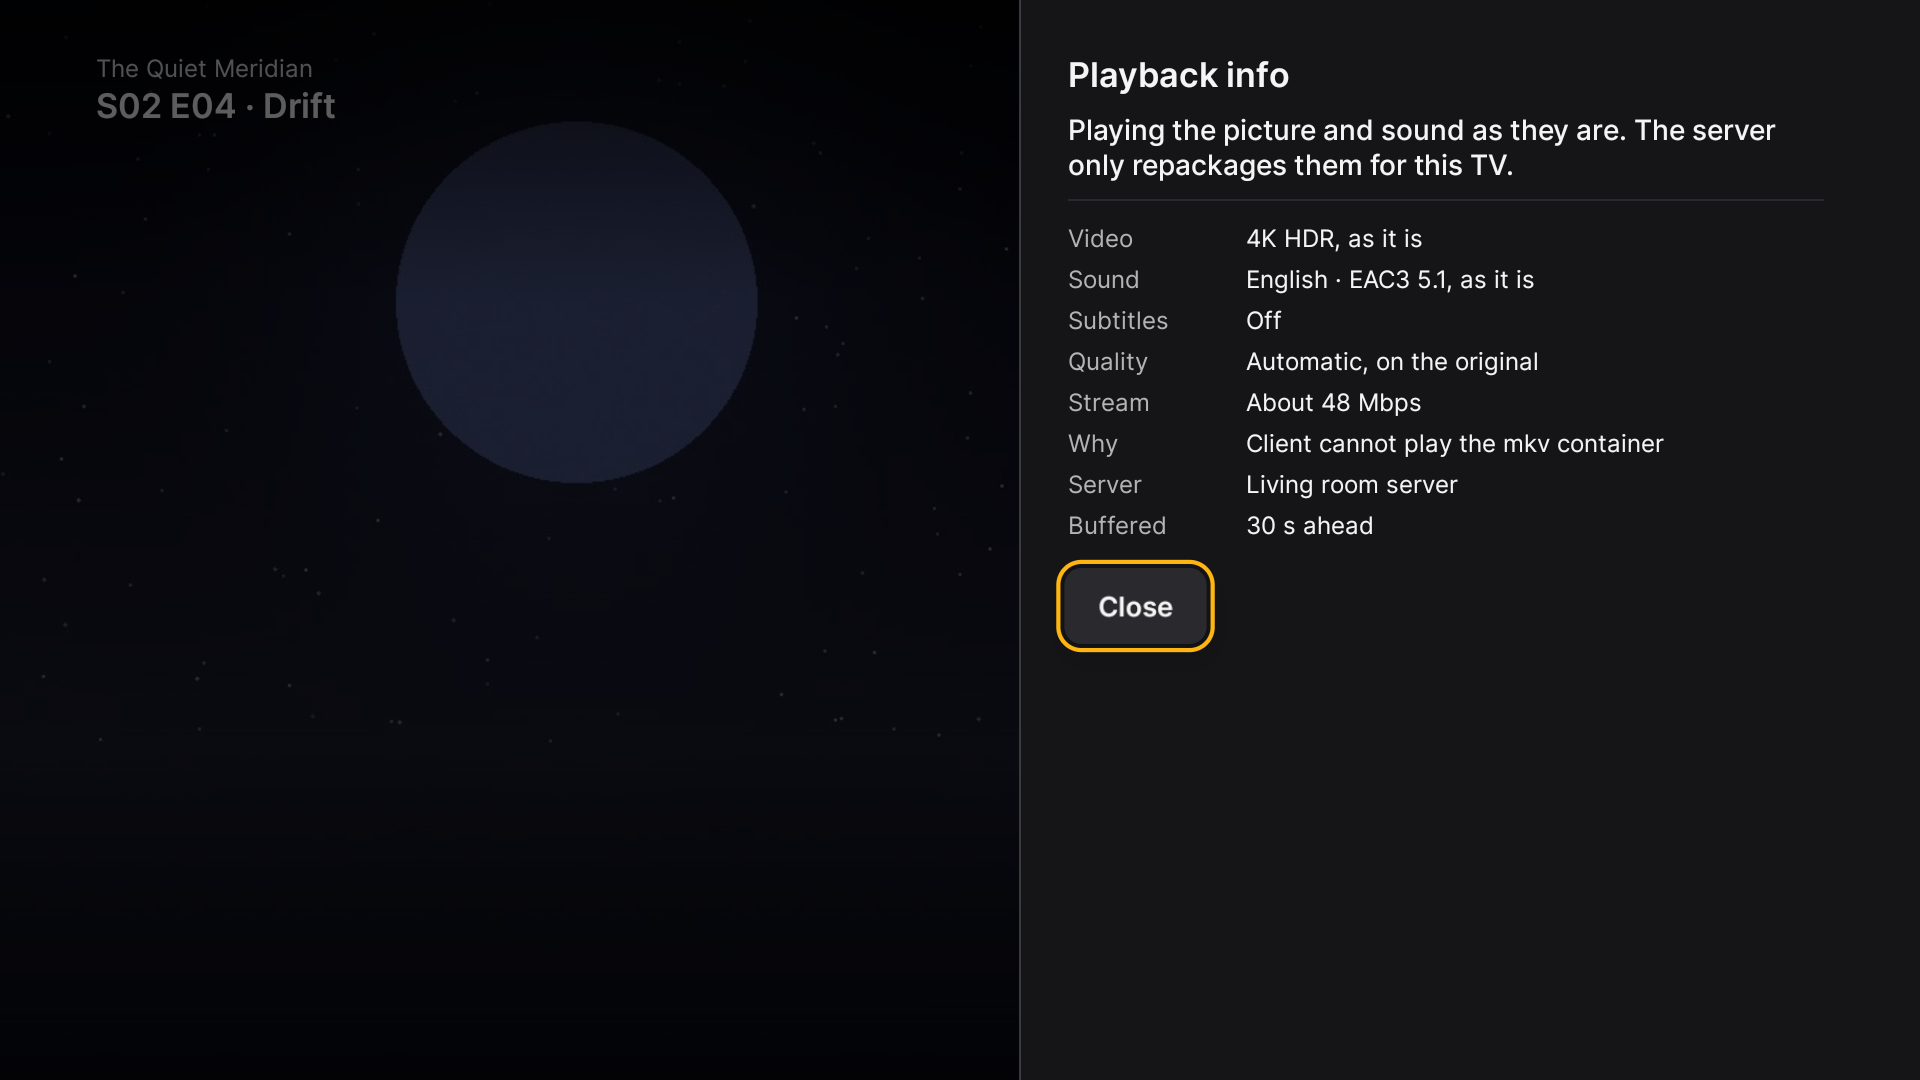 The Quiet Meridian
S02 E04 · Drift
Playback info
Playing the picture and sound as they are. The server
only repackages them for this TV.
Video 4K HDR, as it is
Sound English · EAC3 5.1, as it is
Subtitles Off
Quality Automatic, on the original
Stream About 48 Mbps
Why Client cannot play the mkv container
Server Living room server
Buffered 30 s ahead
Close